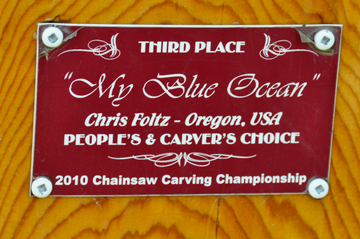 THIRD PLACE
"My Blue Ocean"
Chris Foltz - Oregon, USA
PEOPLE'S & CARVER'S CHOICE
2010 Chainsaw Carving Championship